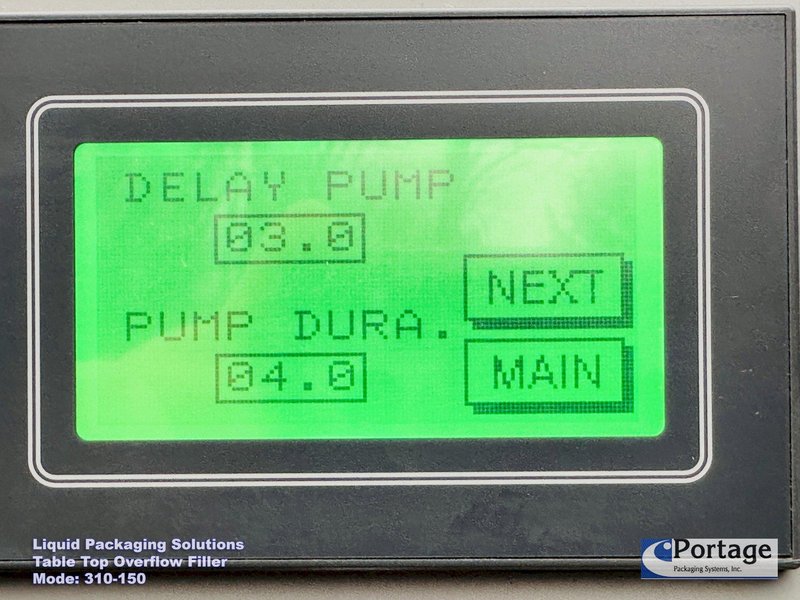 DELAY PUMP
03.0
NEXT
PUMP DURA.
04.0
MAIN
Liquid Packaging Solutions
Table Top Overflow Filler
Mode: 310-150
Portage
Packaging Systems, Inc.